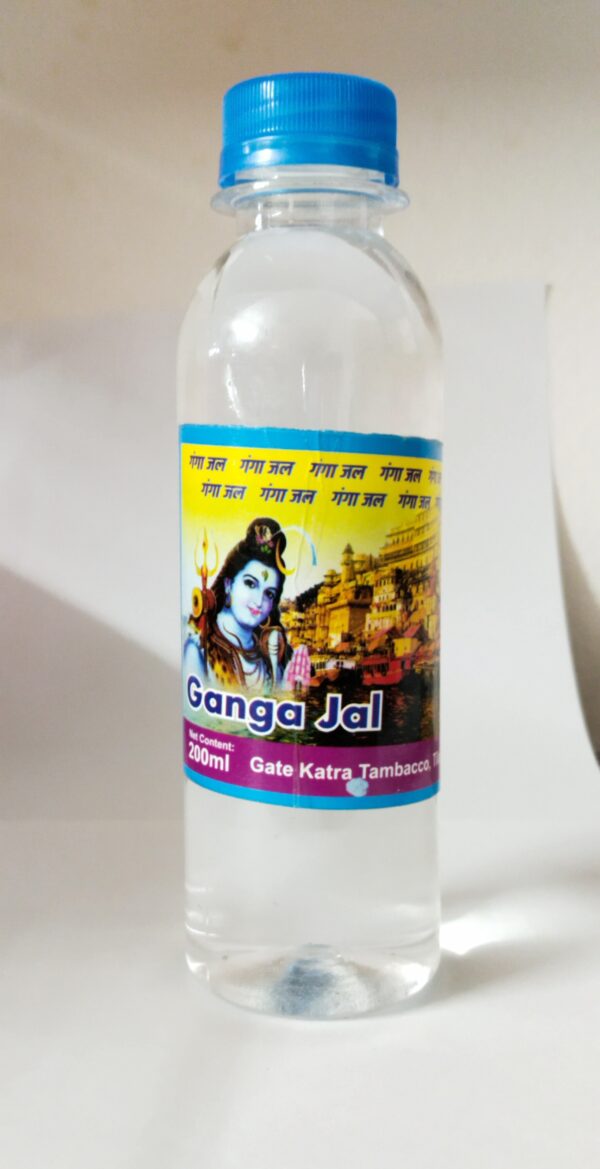 गंगा जल गंगा जल गंगा जल गंगा जल
गंगा जल गंगा जल गंगा जल गंगा जल
Ganga Jal
Net Content:
200ml
Gate Katra Tambacco,